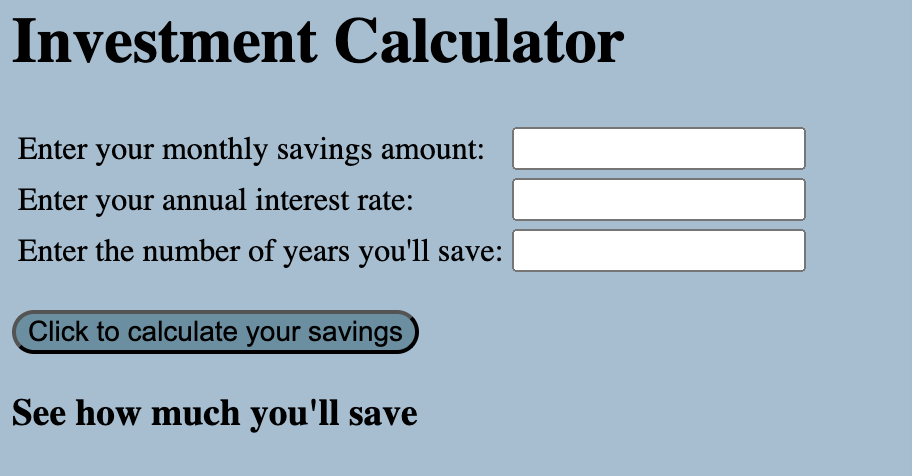 Investment Calculator
Enter your monthly savings amount:
Enter your annual interest rate:
Enter the number of years you'll save:
Click to calculate your savings
See how much you'll save